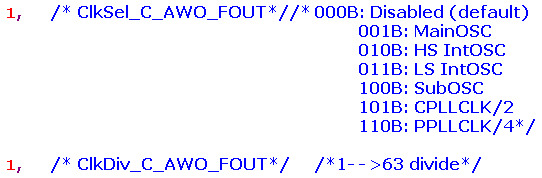 1, /* ClkSel_C_AWO_FOUT*//* 000B: Disabled (default)
001B: MainOSC
010B: HS IntOSC
011B: LS IntOSC
100B: SubOSC
101B: CPLLCLK/2
110B: PPLLCLK/4*/
1, /* ClkDiv_C_AWO_FOUT*/ /*1-->63 divide*/